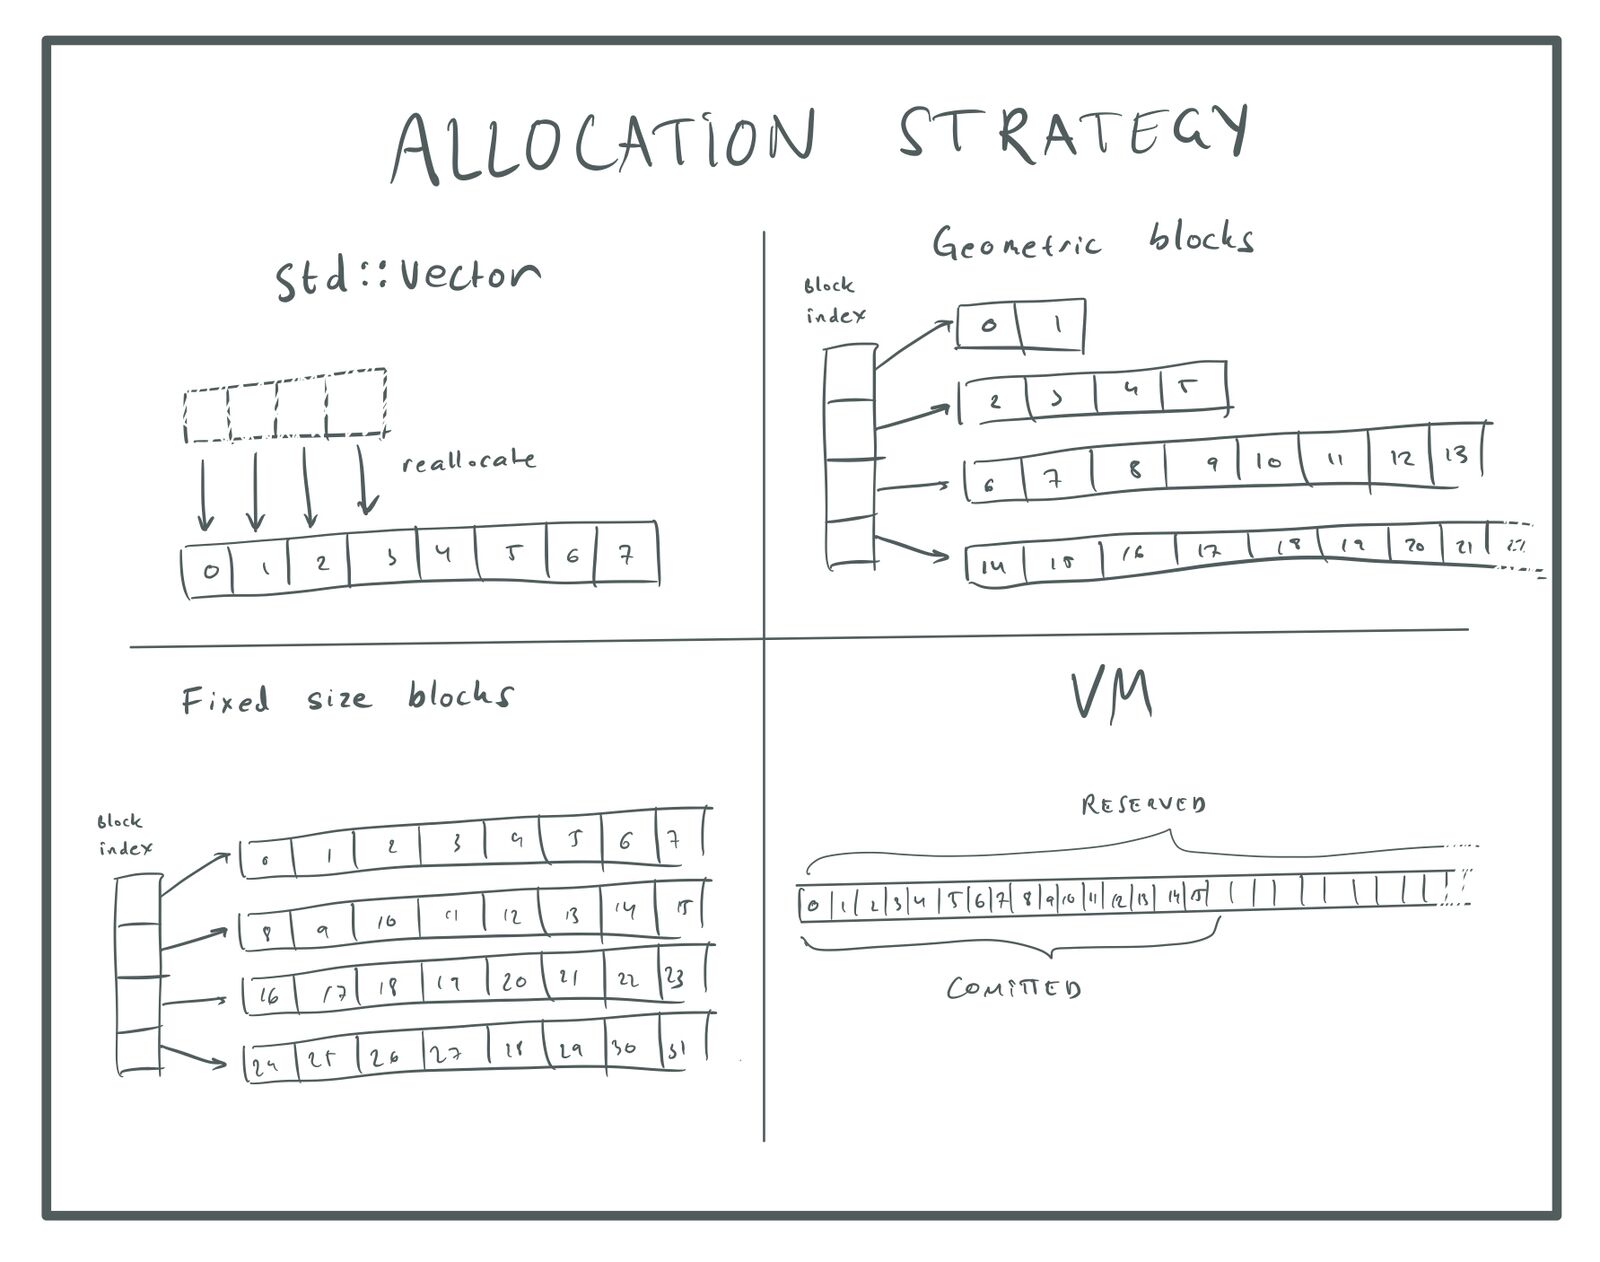 ALLOCATION STRATEGY
std::vector
reallocate
0 1 2 3 4 5 6 7
Geometric blocks
block
index
0 1
2 3 4 5
6 7 8 9 10 11 12 13
14 15 16 17 18 19 20 21
Fixed size blocks
block
index
0 1 2 3 4 5 6 7
8 9 10 11 12 13 14 15
16 17 18 19 20 21 22 23
24 25 26 27 28 29 30 31
VM
RESERVED
0 1 2 3 4 5 6 7 8 9 10 11 12 13 14 15
COMITTED